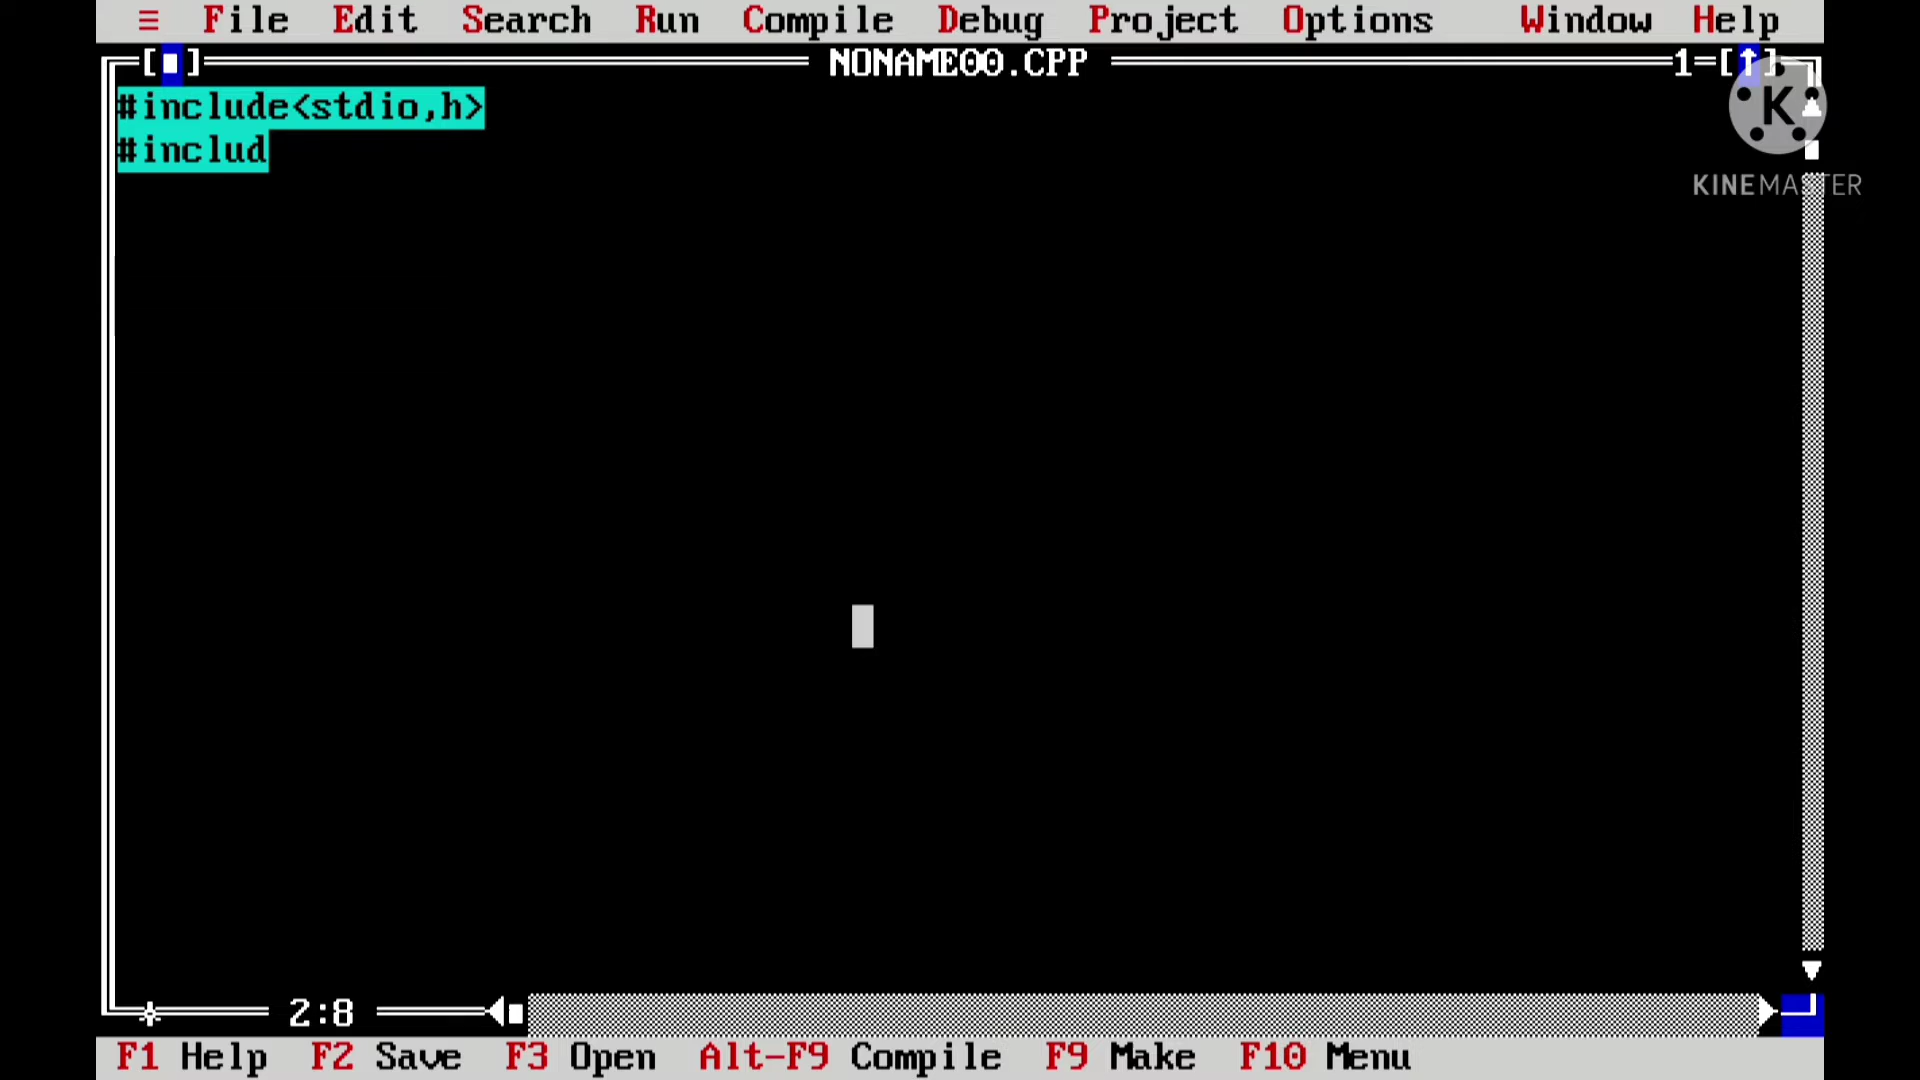 ≡ File Edit Search Run Compile Debug Project Options Window Help
[■] NONAME00.CPP 1=[↑]
#include<stdio,h>
#includ
K
KINEMASTER
2:8
F1 Help F2 Save F3 Open Alt-F9 Compile F9 Make F10 Menu